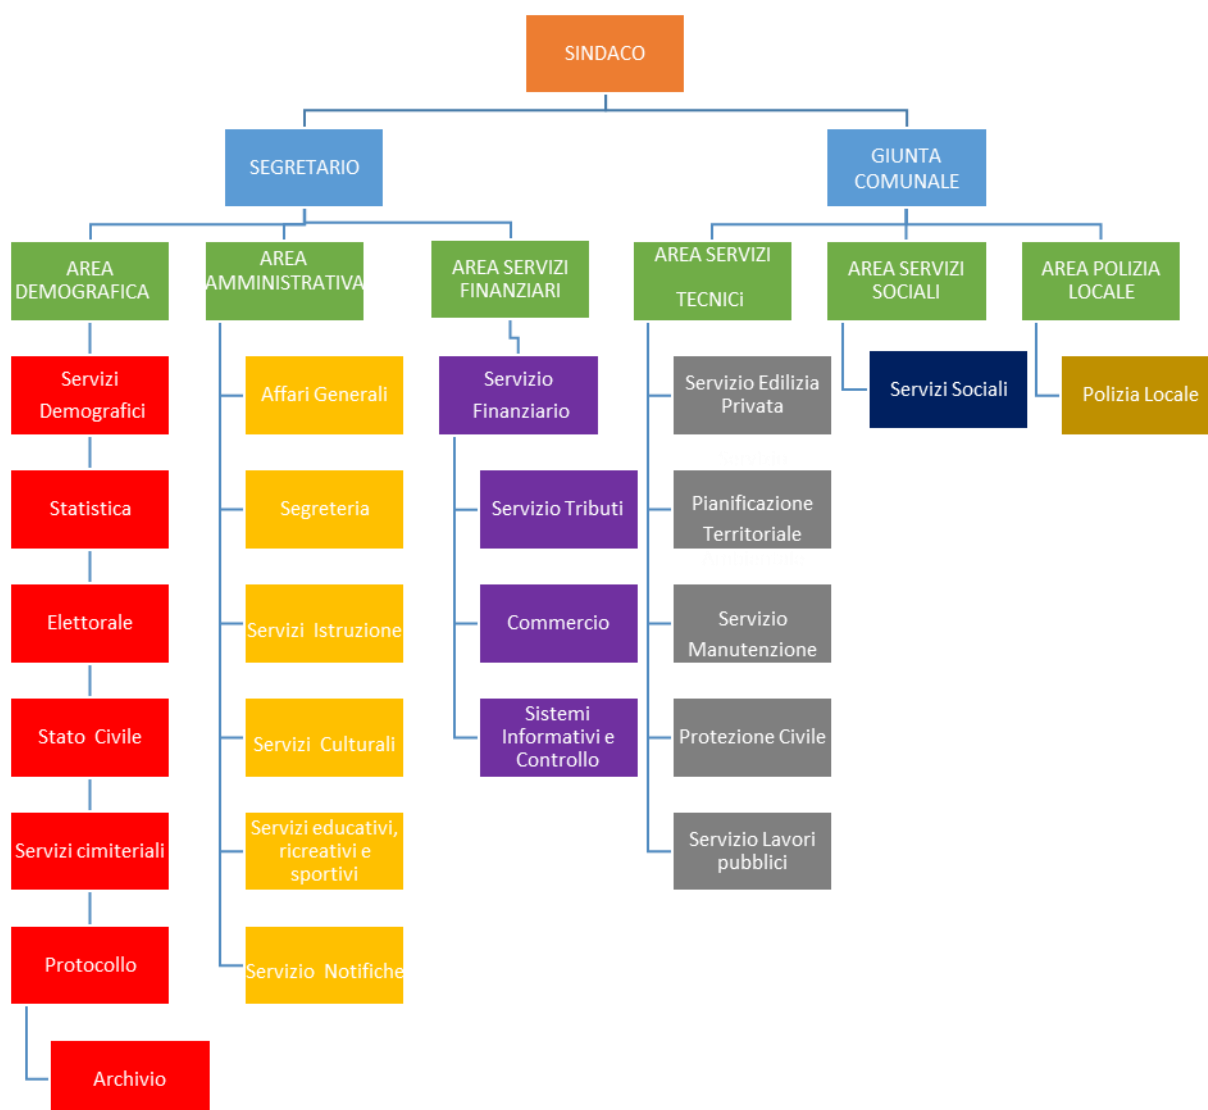 SINDACO
SEGRETARIO
GIUNTA
COMUNALE
AREA
DEMOGRAFICA
AREA
AMMINISTRATIVA
AREA SERVIZI
FINANZIARI
AREA SERVIZI
TECNICi
AREA SERVIZI
SOCIALI
AREA POLIZIA
LOCALE
Servizi
Demografici
Statistica
Elettorale
Stato Civile
Servizi cimiteriali
Protocollo
Archivio
Affari Generali
Segreteria
Servizi Istruzione
Servizi Culturali
Servizi educativi,
ricreativi e
sportivi
Servizio Notifiche
Servizio
Finanziario
Servizio Tributi
Commercio
Sistemi
Informativi e
Controllo
Servizio Edilizia
Privata
Pianificazione
Territoriale
Servizio
Manutenzione
Protezione Civile
Servizio Lavori
pubblici
Servizi Sociali
Polizia Locale